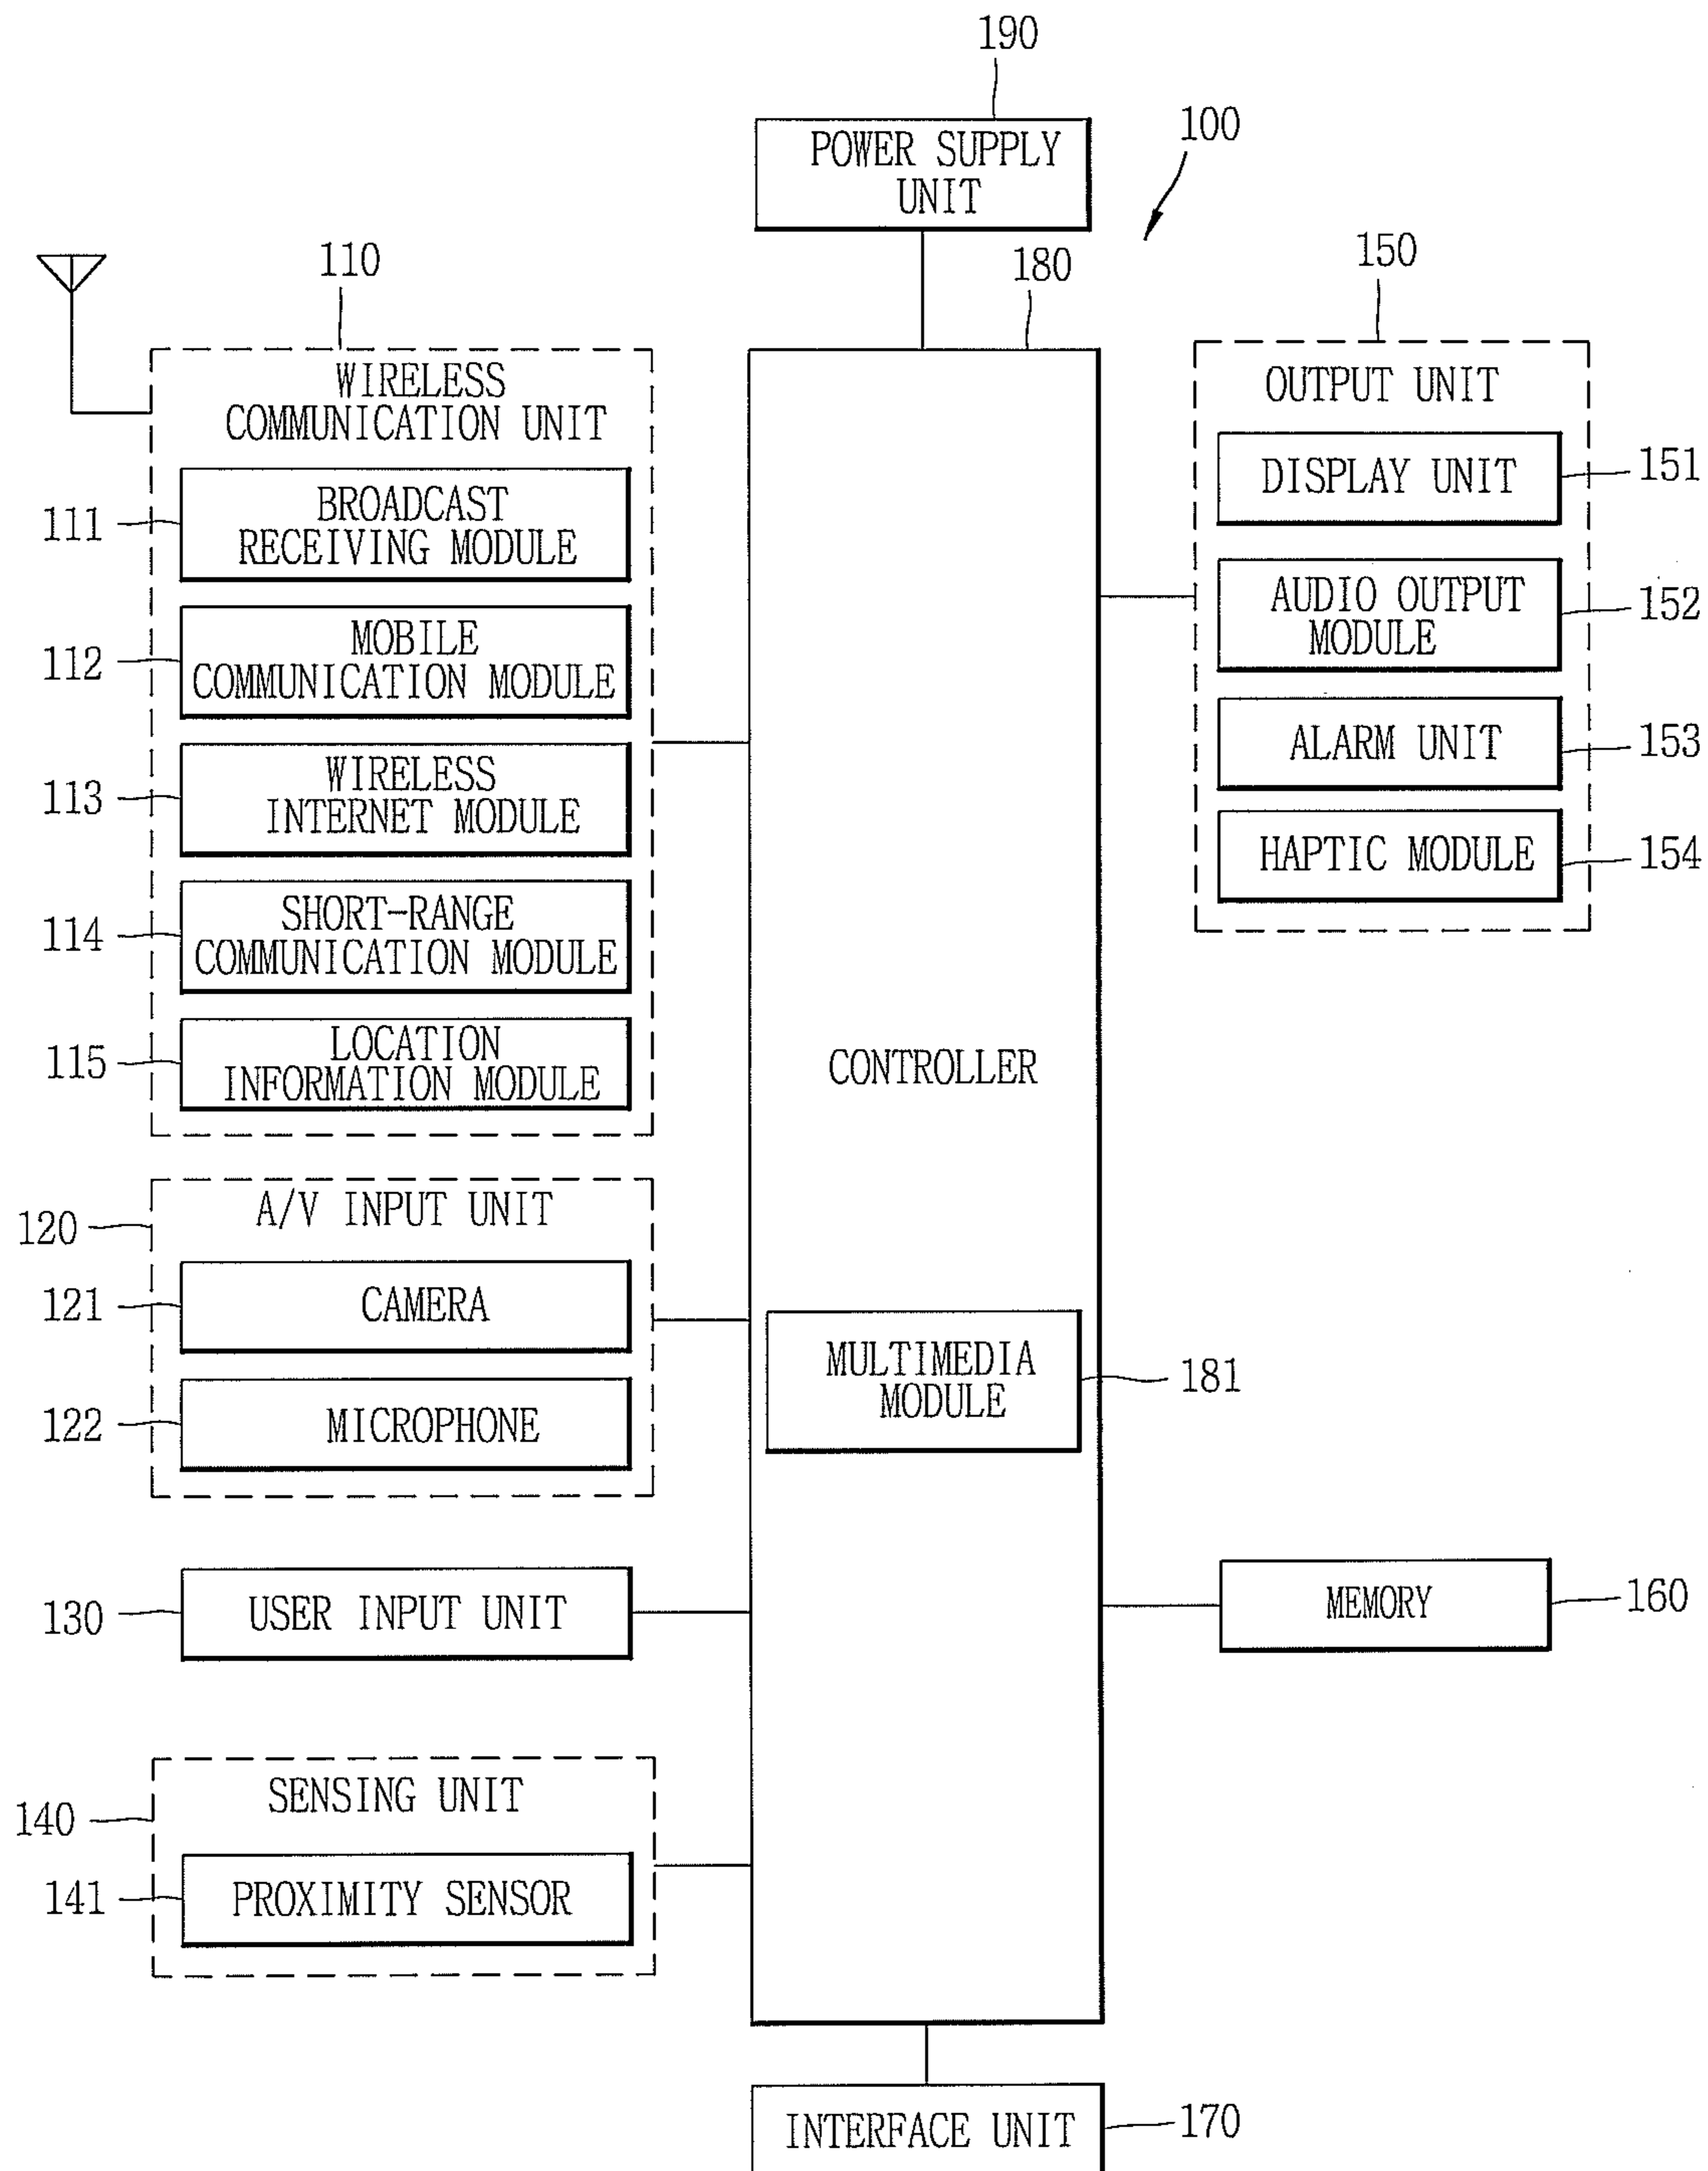 190
100
POWER SUPPLY
UNIT
110
180
150
WIRELESS
COMMUNICATION UNIT
111
BROADCAST
RECEIVING MODULE
112
MOBILE
COMMUNICATION MODULE
113
WIRELESS
INTERNET MODULE
114
SHORT-RANGE
COMMUNICATION MODULE
115
LOCATION
INFORMATION MODULE
120
A/V INPUT UNIT
121
CAMERA
122
MICROPHONE
130
USER INPUT UNIT
140
SENSING UNIT
141
PROXIMITY SENSOR
CONTROLLER
MULTIMEDIA
MODULE
181
OUTPUT UNIT
DISPLAY UNIT
151
AUDIO OUTPUT
MODULE
152
ALARM UNIT
153
HAPTIC MODULE
154
MEMORY
160
INTERFACE UNIT
170